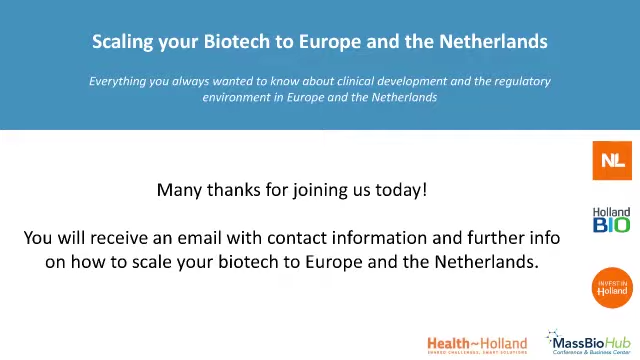 Scaling your Biotech to Europe and the Netherlands
Everything you always wanted to know about clinical development and the regulatory
environment in Europe and the Netherlands
NL
Many thanks for joining us today!
Holland
BIO
You will receive an email with contact information and further info
on how to scale your biotech to Europe and the Netherlands.
INVEST IN
Holland
Health~Holland
SHARED CHALLENGES, SMART SOLUTIONS
MassBioHub
Conference & Business Center